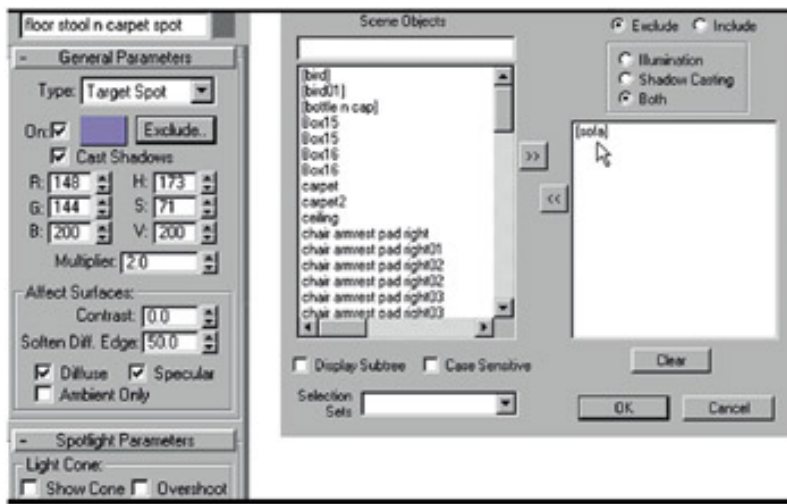 floor stool n carpet spot
- General Parameters
Type: Target Spot
On: Exclude..
Cast Shadows
R: 148 H: 173
G: 144 S: 71
B: 200 V: 200
Multiplier: 2.0
Affect Surfaces:
Contrast: 0.0
Soften Diff. Edge: 50.0
Diffuse Specular
Ambient Only
- Spotlight Parameters
Light Cone:
Show Cone Overshoot
Scene Objects
[bird]
[bird01]
[bottle n cap]
Box15
Box15
Box16
Box16
carpet
carpet2
ceiling
chair armrest pad right
chair armrest pad right01
chair armrest pad right02
chair armrest pad right02
chair armrest pad right03
chair armrest pad right03
Display Subtree Case Sensitive
Selection Sets
>>
<<
Exclude Include
Illumination
Shadow Casting
Both
[sofa]
Clear
OK Cancel